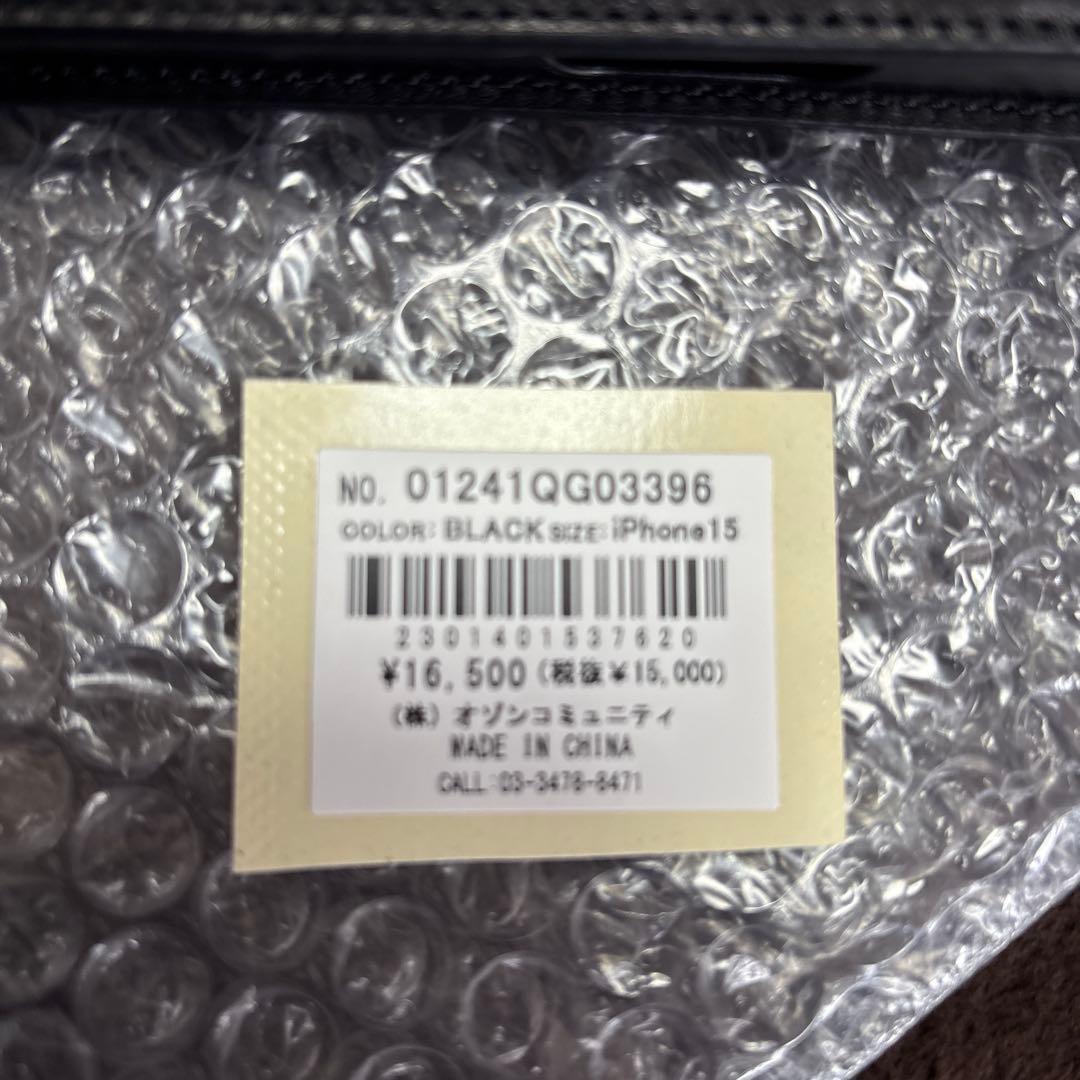 NO. 01241QG03396
COLOR: BLACK SIZE: iPhone15
2301401537620
¥16,500 (税抜¥15,000)
(株) オゾンコミュニティ
MADE IN CHINA
CALL:03-3478-8471